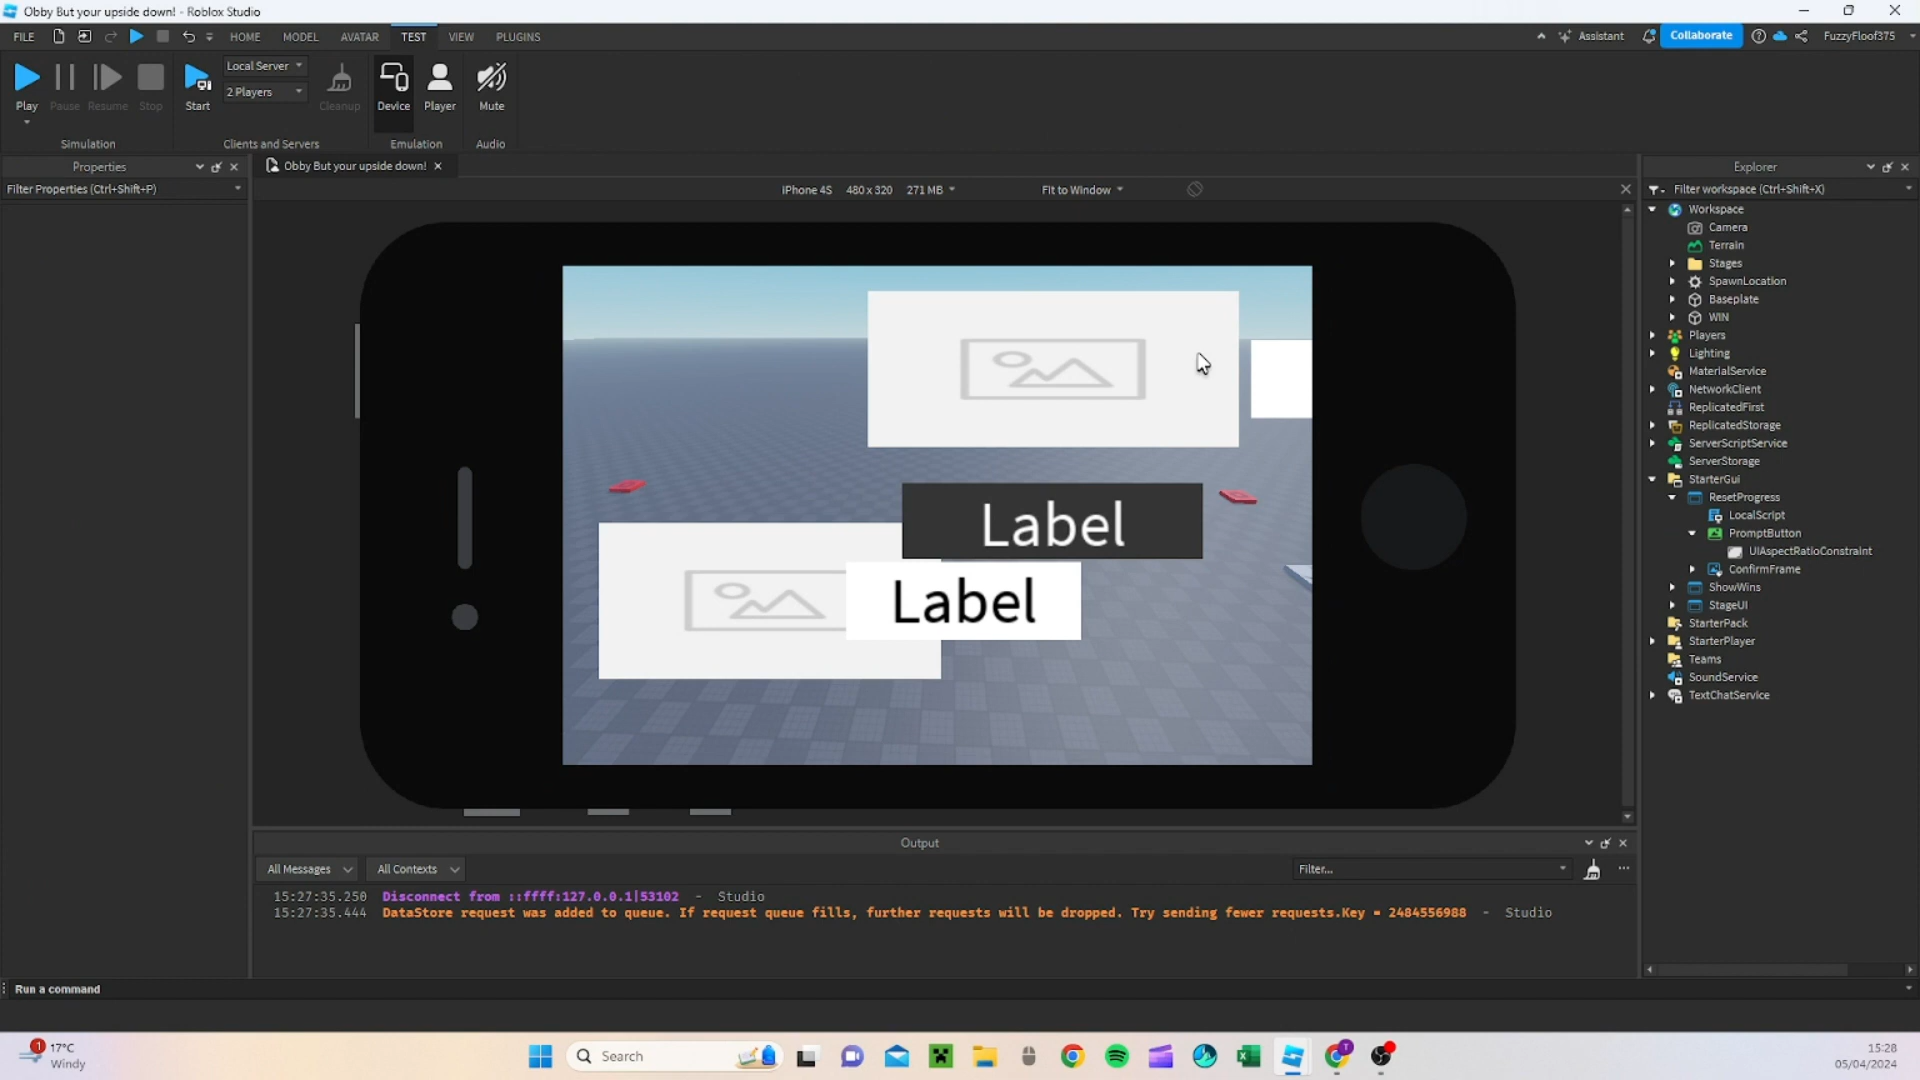 Obby But your upside down! - Roblox Studio
FILE HOME MODEL AVATAR TEST VIEW PLUGINS Assistant Collaborate FuzzyFloof375
Local Server
2 Players
Play Pause Resume Stop Start Cleanup Device Player Mute
Simulation Clients and Servers Emulation Audio
Properties
Filter Properties (Ctrl+Shift+P)
Obby But your upside down!
iPhone 4S 480 x 320 271 MB Fit to Window
Label
Label
Explorer
Filter workspace (Ctrl+Shift+X)
Workspace
Camera
Terrain
Stages
SpawnLocation
Baseplate
WIN
Players
Lighting
MaterialService
NetworkClient
ReplicatedFirst
ReplicatedStorage
ServerScriptService
ServerStorage
StarterGui
ResetProgress
LocalScript
PromptButton
UIAspectRatioConstraint
ConfirmFrame
ShowWins
StageUI
StarterPack
StarterPlayer
Teams
SoundService
TextChatService
Output
All Messages All Contexts Filter...
15:27:35.250 Disconnect from ::ffff:127.0.0.1|53102 - Studio
15:27:35.444 DataStore request was added to queue. If request queue fills, further requests will be dropped. Try sending fewer requests.Key = 2484556988 - Studio
Run a command
1
17°C
Windy
Search
T
15:28
05/04/2024